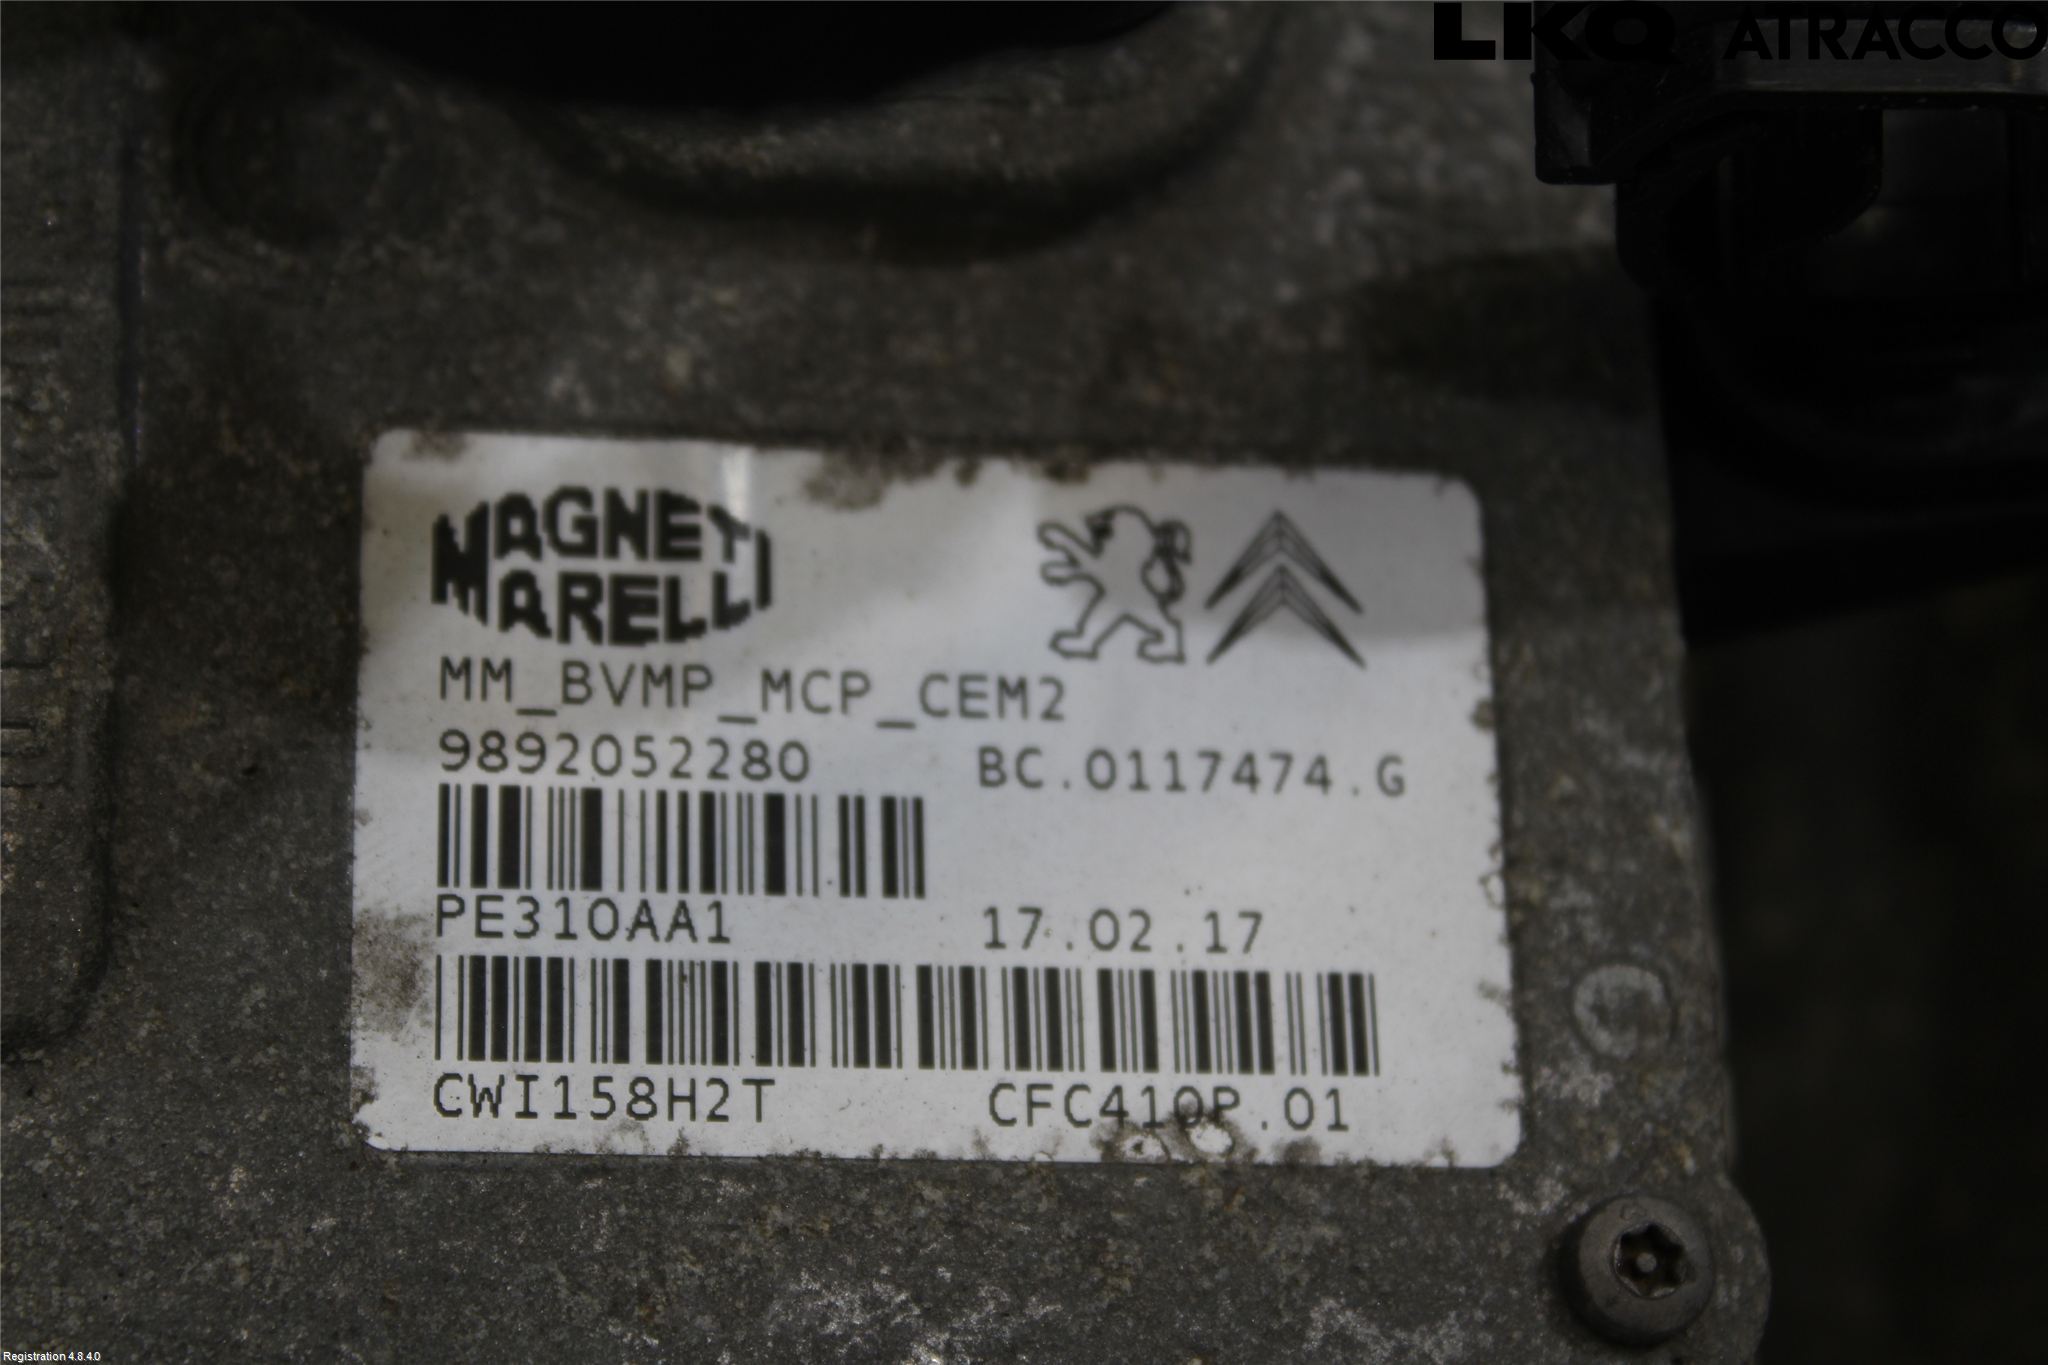 LKQ ATRACCO
MAGNETI
MARELLI
MM_BVMP_MCP_CEM2
9892052280 BC.0117474.G
PE310AA1 17.02.17
CWI158H2T CFC410P.01
Registration 4.8.4.0